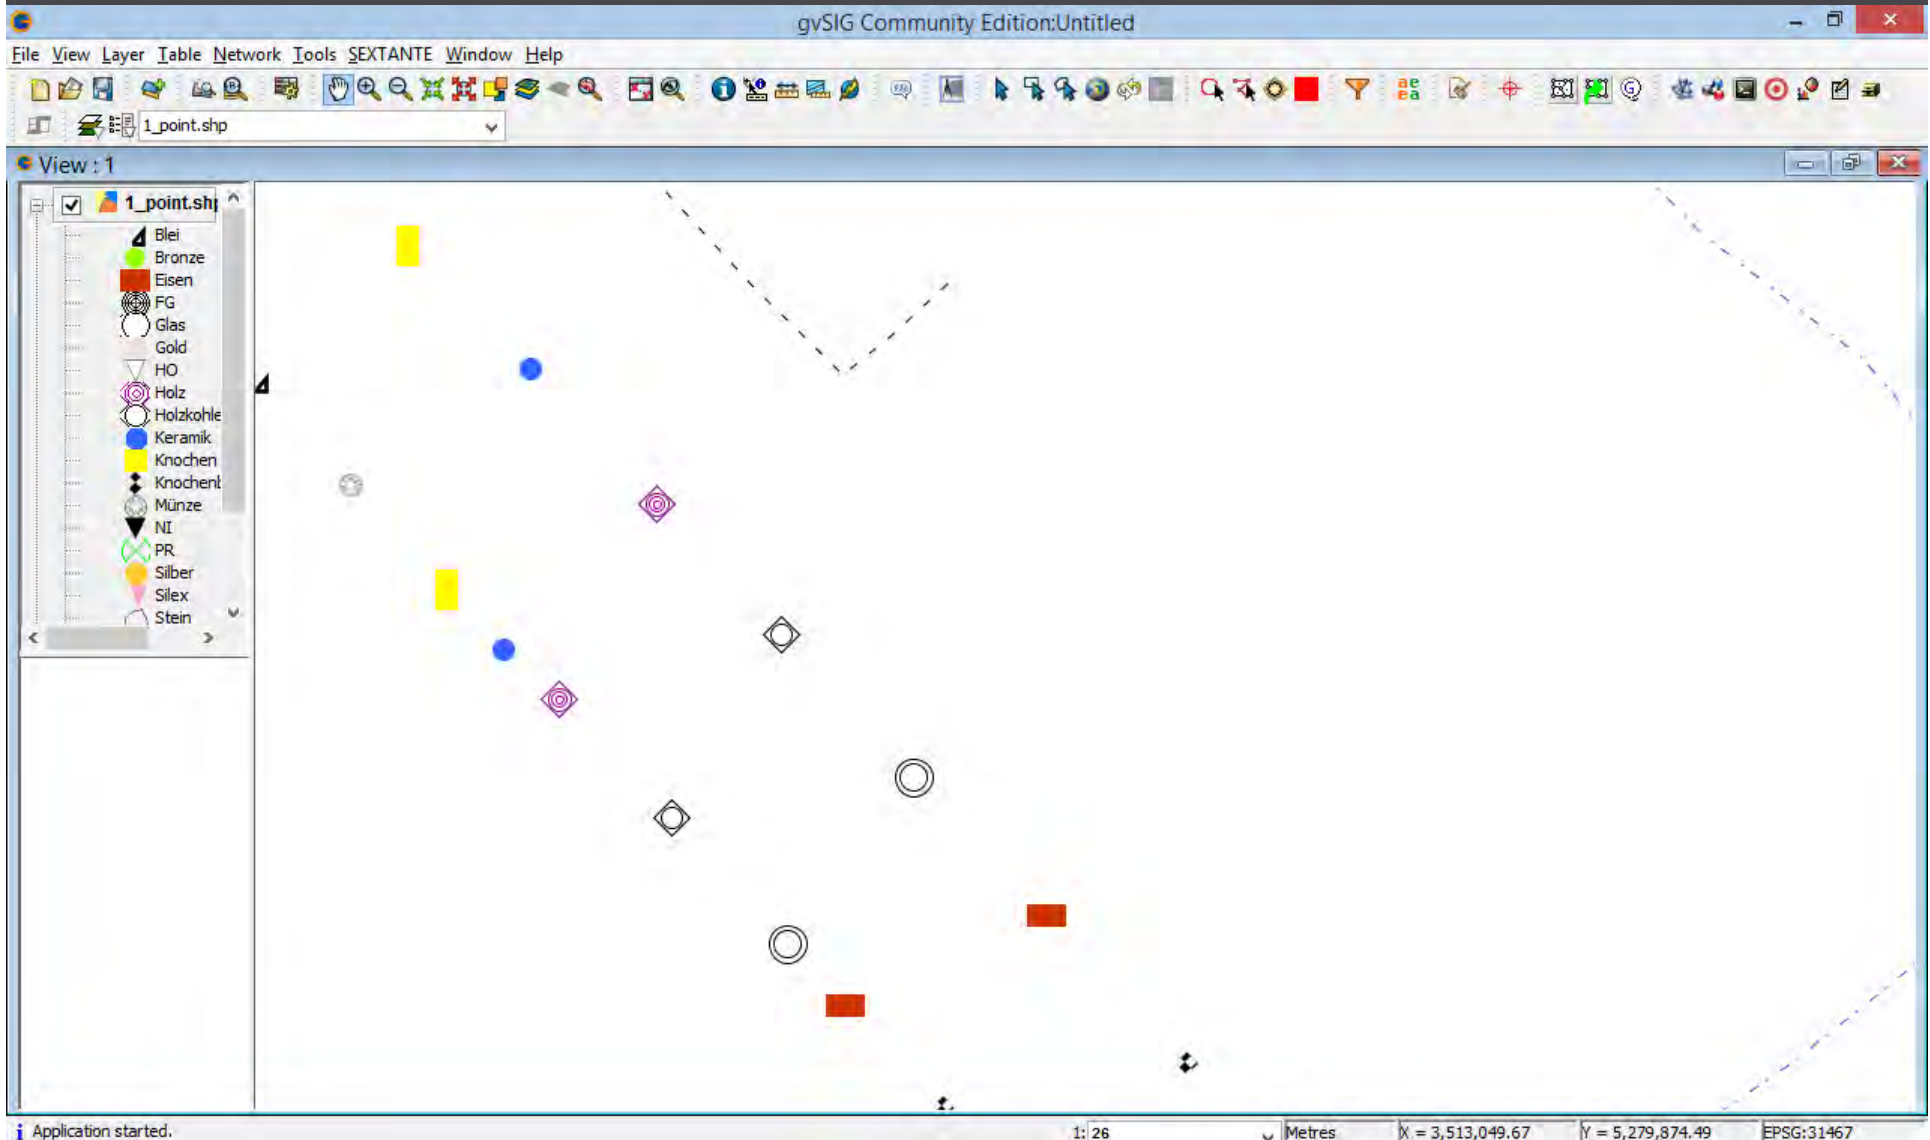 gvSIG Community Edition:Untitled
File View Layer Table Network Tools SEXTANTE Window Help
1_point.shp
View : 1
1_point.shp
Blei
Bronze
Eisen
FG
Glas
Gold
HO
Holz
Holzkohle
Keramik
Knochen
Knochenb
Münze
NI
PR
Silber
Silex
Stein
Application started.
1: 26
Metres
X = 3,513,049.67
Y = 5,279,874.49
EPSG:31467